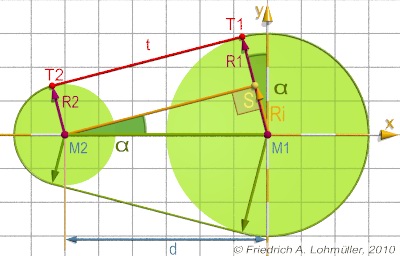 y
T1
t
T2
R1
R2
α
S
Ri
x
M2
α
M1
d
© Friedrich A. Lohmüller, 2010